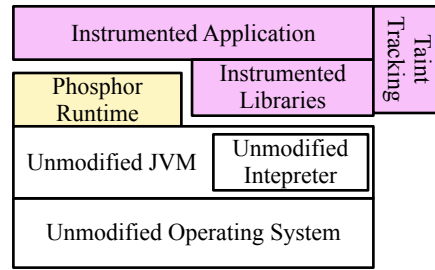 Instrumented Application
Taint
Tracking
Instrumented
Libraries
Phosphor
Runtime
Unmodified JVM
Unmodified
Intepreter
Unmodified Operating System